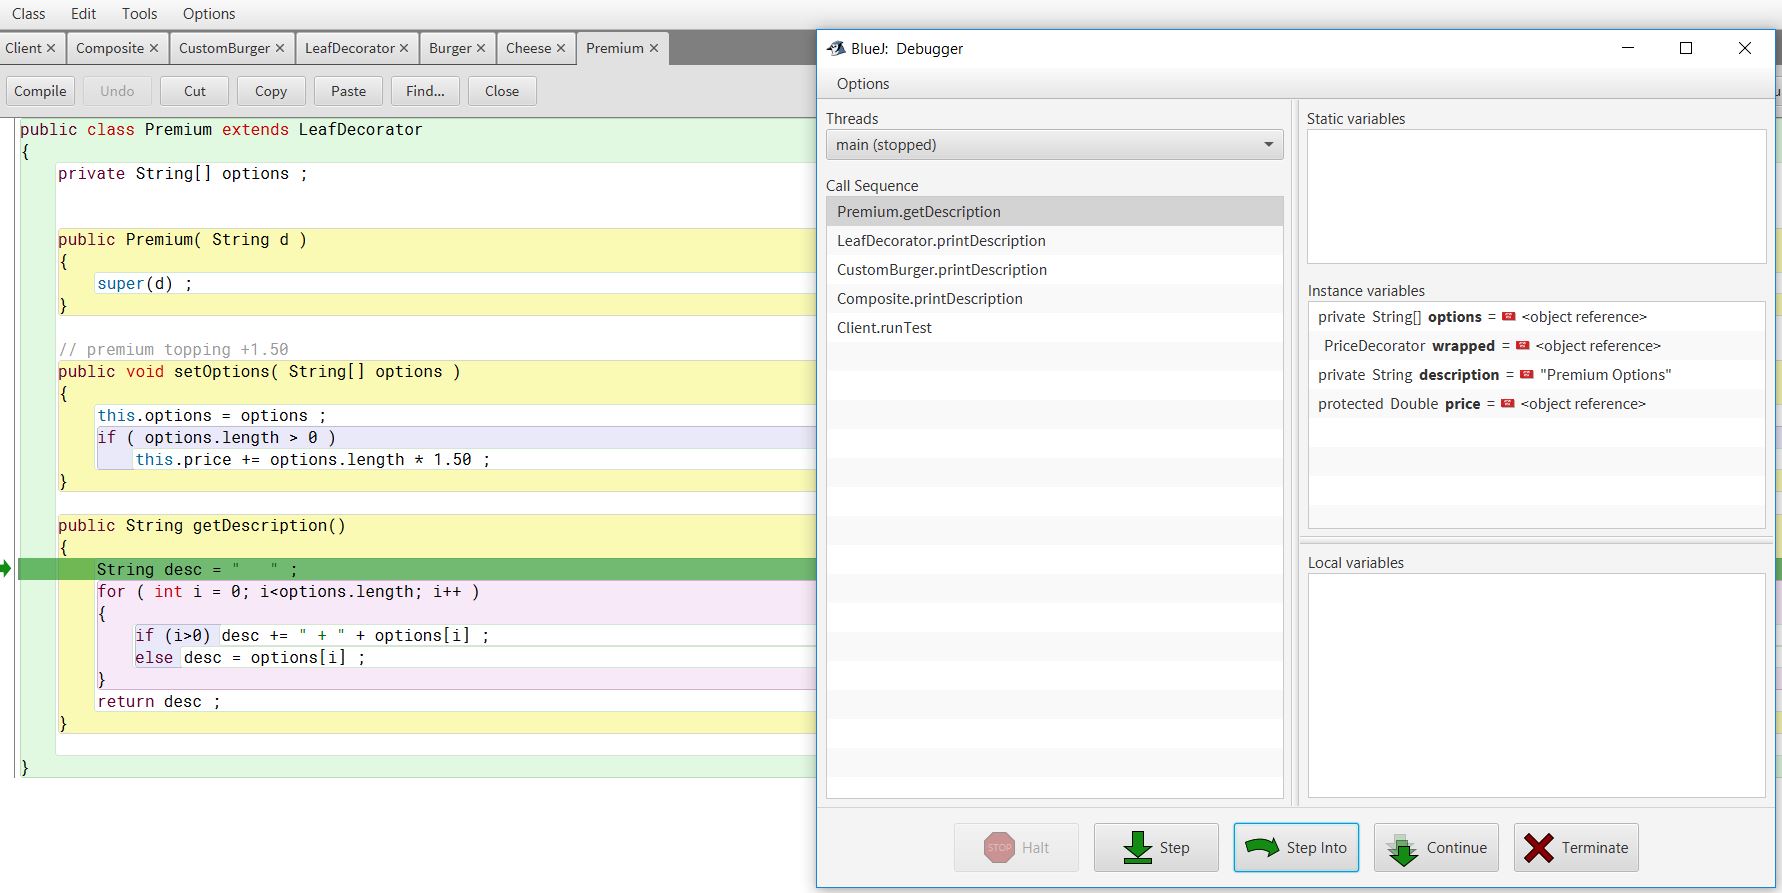 Class Edit Tools Options
Client × Composite × CustomBurger × LeafDecorator × Burger × Cheese × Premium ×
Compile Undo Cut Copy Paste Find... Close
public class Premium extends LeafDecorator
{
private String[] options ;
public Premium( String d )
{
super(d) ;
}
// premium topping +1.50
public void setOptions( String[] options )
{
this.options = options ;
if ( options.length > 0 )
this.price += options.length * 1.50 ;
}
public String getDescription()
{
String desc = "   " ;
for ( int i = 0; i<options.length; i++ )
{
if (i>0) desc += " + " + options[i] ;
else desc = options[i] ;
}
return desc ;
}
}
BlueJ: Debugger
Options
Threads
main (stopped)
Call Sequence
Premium.getDescription
LeafDecorator.printDescription
CustomBurger.printDescription
Composite.printDescription
Client.runTest
Static variables
Instance variables
private String[] options = <object reference>
PriceDecorator wrapped = <object reference>
private String description = "Premium Options"
protected Double price = <object reference>
Local variables
STOP Halt Step Step Into Continue Terminate